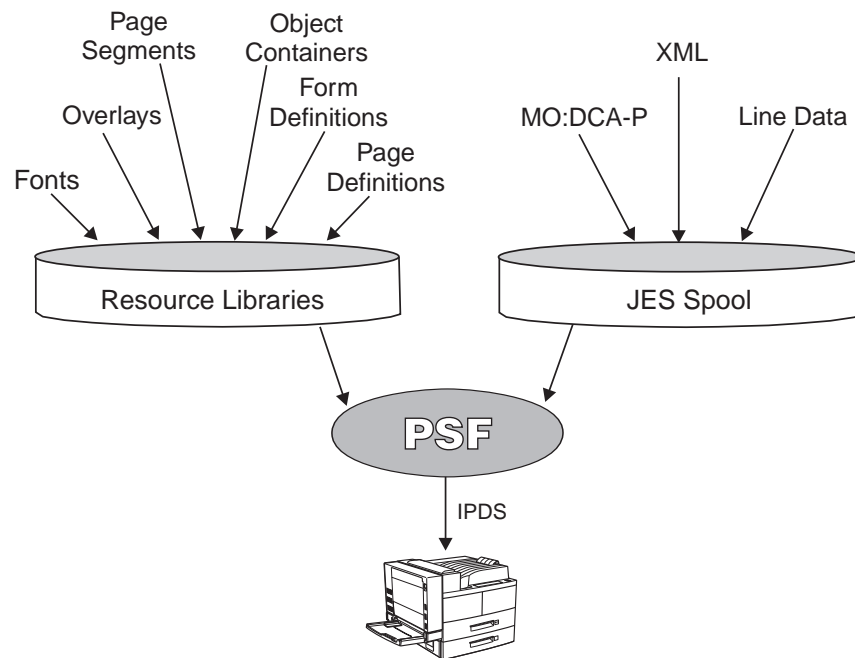 Page
Segments
Object
Containers
XML
Overlays
Form
Definitions
MO:DCA-P
Line Data
Fonts
Page
Definitions
Resource Libraries
JES Spool
PSF
IPDS